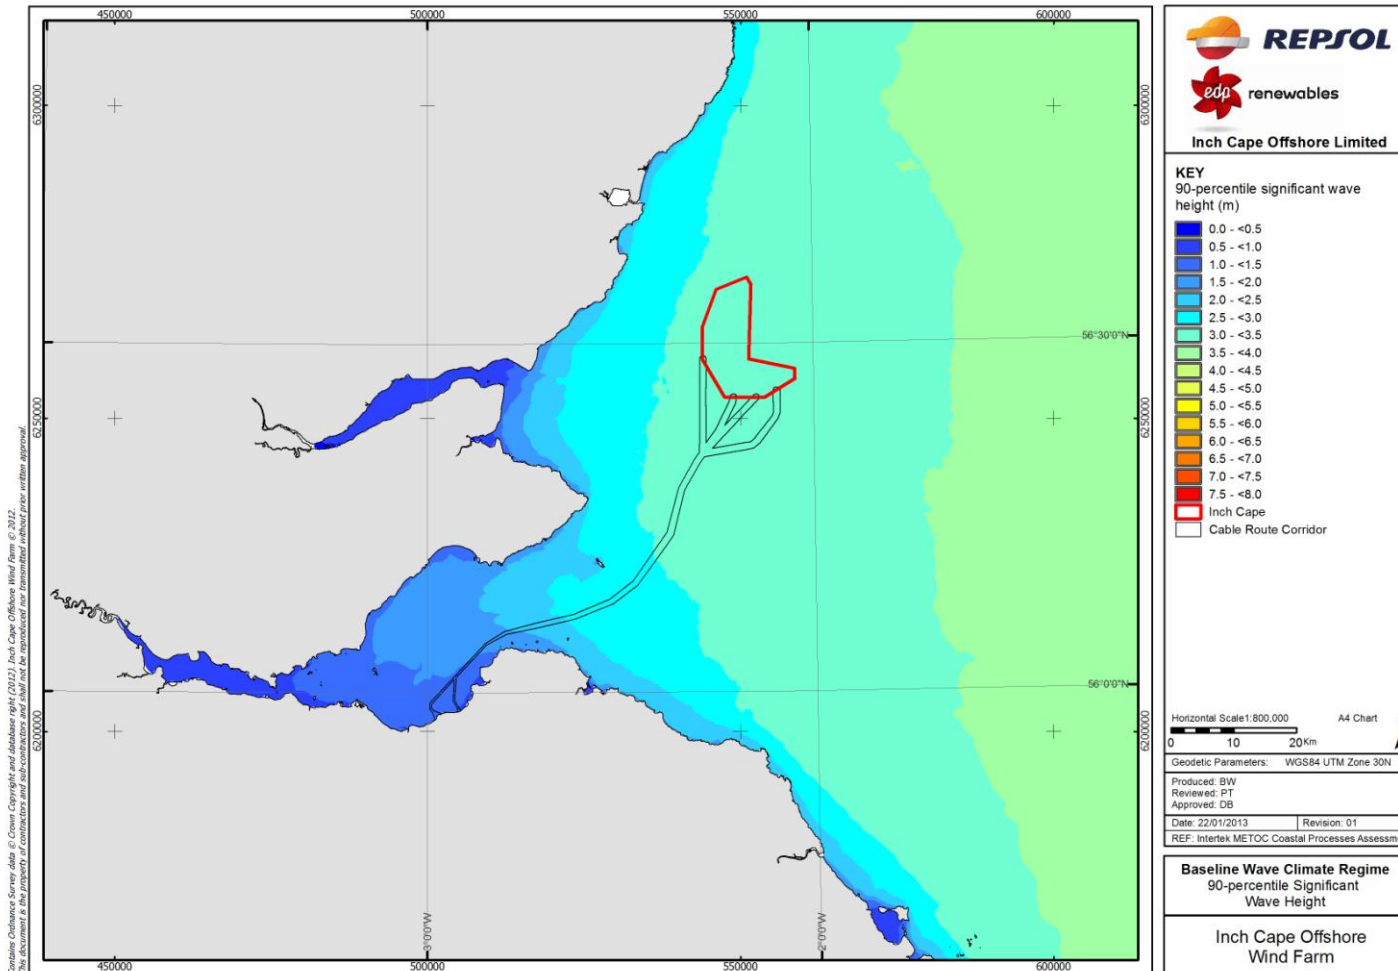 450000
500000
550000
600000
6300000
6300000
56°30'0"N
6250000
6250000
56°0'0"N
6200000
6200000
3°0'0"W
2°0'0"W
450000
500000
550000
600000
Contains Ordnance Survey data © Crown Copyright and database right (2012). Inch Cape Offshore Wind Farm © 2012.
This document is the property of contractors and sub-contractors and shall not be reproduced nor transmitted without prior written approval.
REPSOL
edp renewables
Inch Cape Offshore Limited
KEY
90-percentile significant wave
height (m)
0.0 - <0.5
0.5 - <1.0
1.0 - <1.5
1.5 - <2.0
2.0 - <2.5
2.5 - <3.0
3.0 - <3.5
3.5 - <4.0
4.0 - <4.5
4.5 - <5.0
5.0 - <5.5
5.5 - <6.0
6.0 - <6.5
6.5 - <7.0
7.0 - <7.5
7.5 - <8.0
Inch Cape
Cable Route Corridor
Horizontal Scale1:800,000 A4 Chart
0 10 20Km
Geodetic Parameters: WGS84 UTM Zone 30N
Produced: BW
Reviewed: PT
Approved: DB
Date: 22/01/2013 Revision: 01
REF: Intertek METOC Coastal Processes Assessm
Baseline Wave Climate Regime
90-percentile Significant
Wave Height
Inch Cape Offshore
Wind Farm